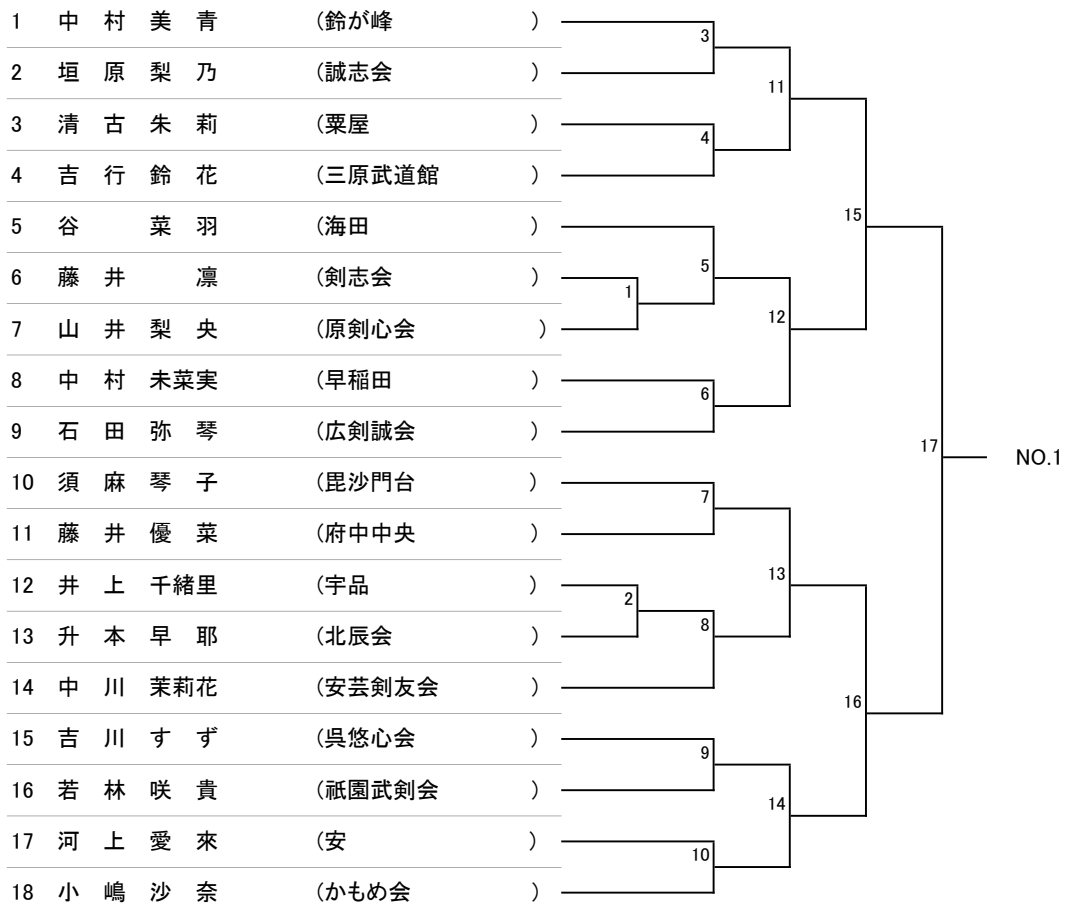 1 中 村 美 青 (鈴が峰 )
3
2 垣 原 梨 乃 (誠志会 )
11
3 清 古 朱 莉 (粟屋 )
4
4 吉 行 鈴 花 (三原武道館 )
15
5 谷 菜 羽 (海田 )
5
6 藤 井 凛 (剣志会 )
1
7 山 井 梨 央 (原剣心会 )
12
8 中 村 未菜実 (早稲田 )
6
9 石 田 弥 琴 (広剣誠会 )
17 NO.1
10 須 麻 琴 子 (毘沙門台 )
7
11 藤 井 優 菜 (府中中央 )
13
12 井 上 千緒里 (宇品 )
2
13 升 本 早 耶 (北辰会 )
8
14 中 川 茉莉花 (安芸剣友会 )
16
15 吉 川 す ず (呉悠心会 )
9
16 若 林 咲 貴 (祇園武剣会 )
14
17 河 上 愛 來 (安 )
10
18 小 嶋 沙 奈 (かもめ会 )